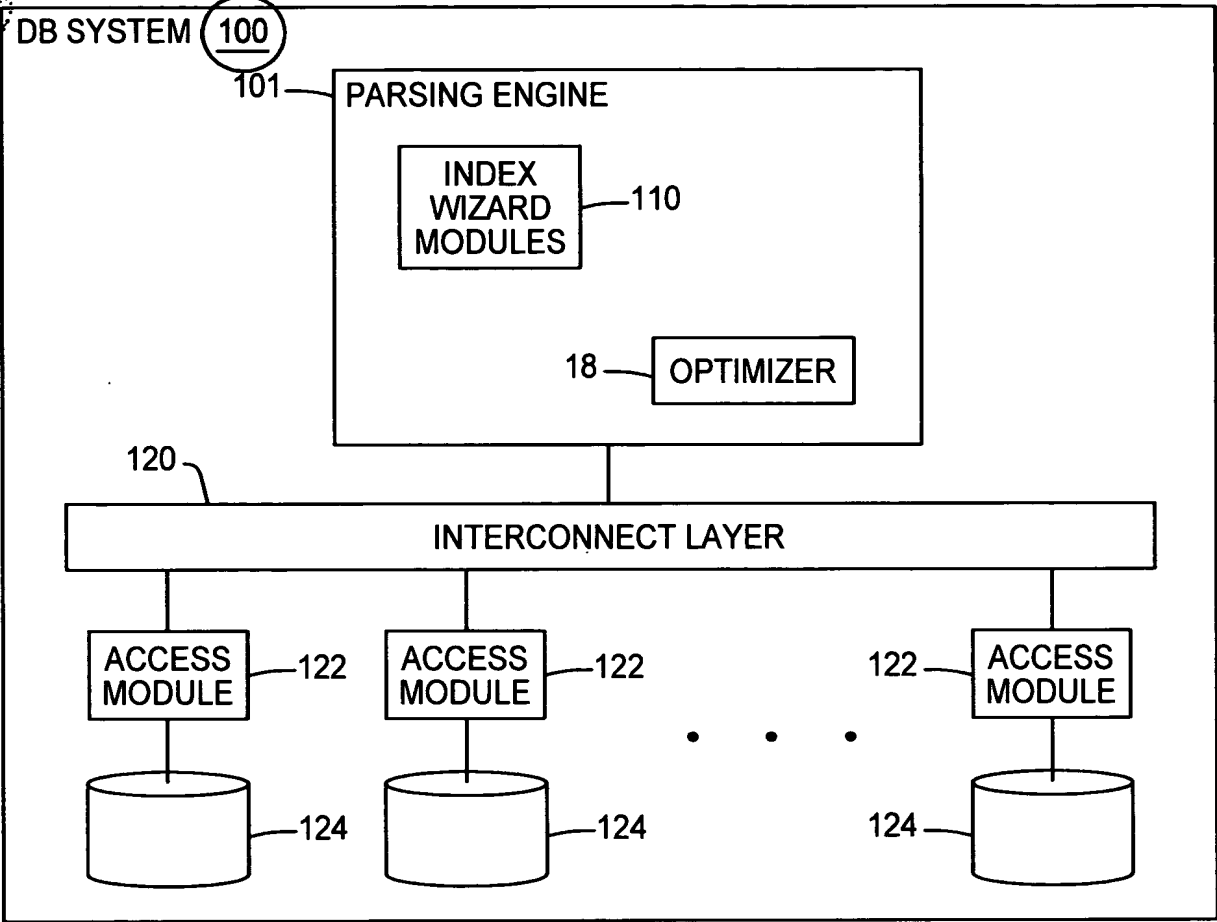 DB SYSTEM 100
101
PARSING ENGINE
INDEX
WIZARD
MODULES
110
18
OPTIMIZER
120
INTERCONNECT LAYER
ACCESS
MODULE
122
ACCESS
MODULE
122
122
ACCESS
MODULE
124
124
124